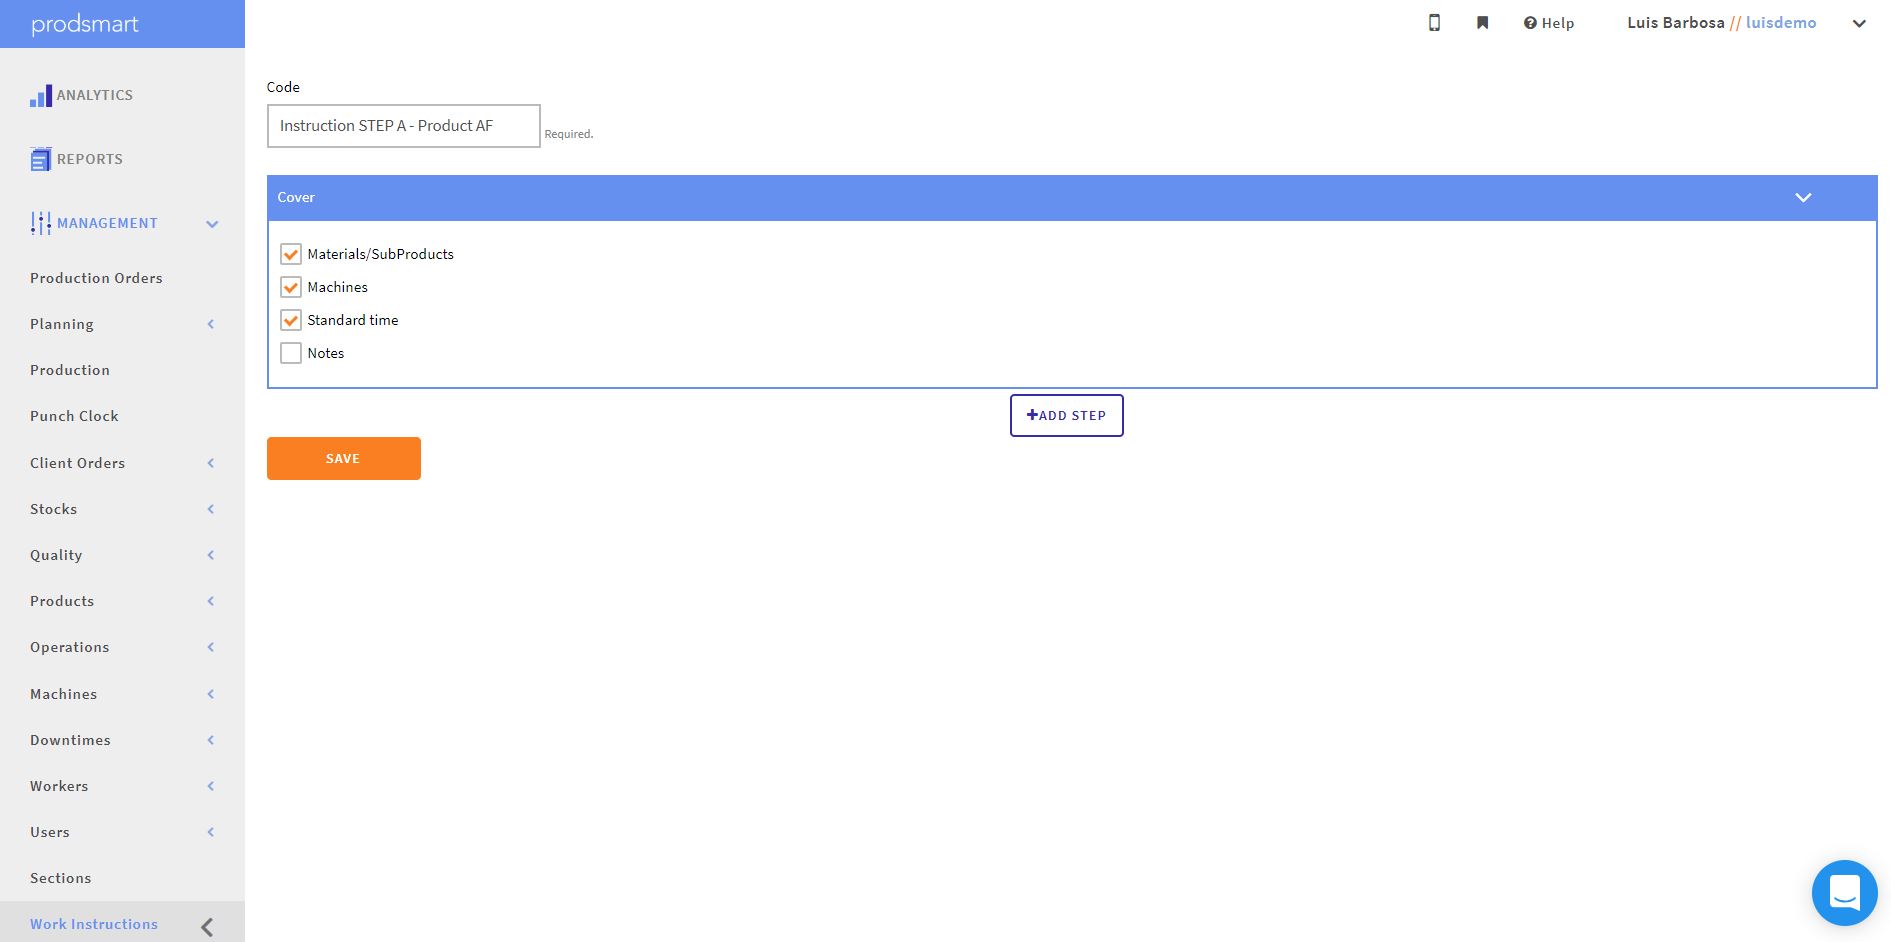 prodsmart
Help
Luis Barbosa // luisdemo
ANALYTICS
REPORTS
MANAGEMENT
Production Orders
Planning
Production
Punch Clock
Client Orders
Stocks
Quality
Products
Operations
Machines
Downtimes
Workers
Users
Sections
Work Instructions
Code
Instruction STEP A - Product AF
Required.
Cover
Materials/SubProducts
Machines
Standard time
Notes
+ADD STEP
SAVE